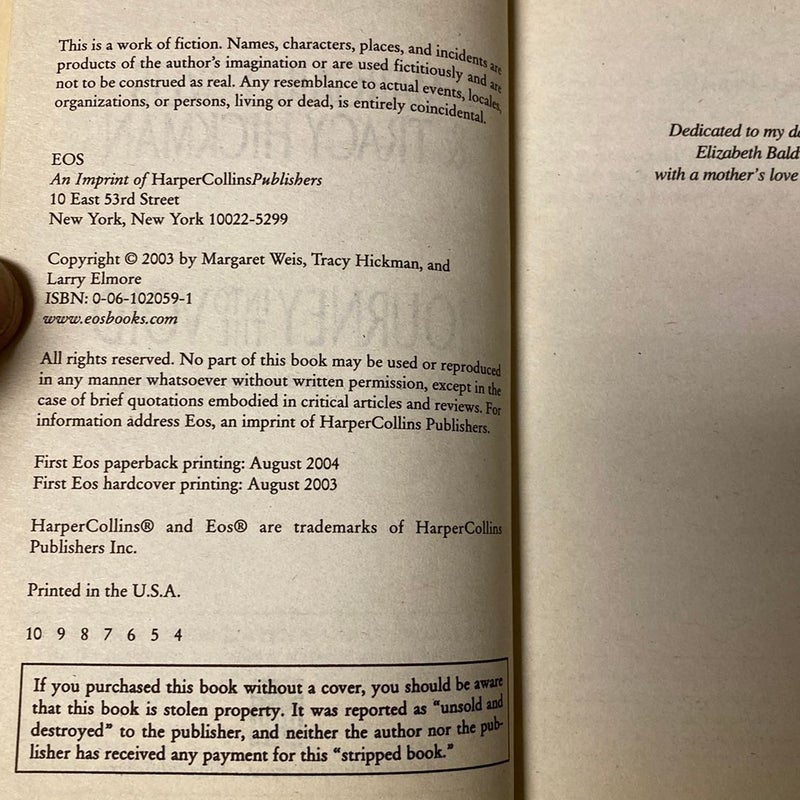 This is a work of fiction. Names, characters, places, and incidents are
products of the author's imagination or are used fictitiously and are
not to be construed as real. Any resemblance to actual events, locales,
organizations, or persons, living or dead, is entirely coincidental.
EOS
An Imprint of HarperCollinsPublishers
10 East 53rd Street
New York, New York 10022-5299
Copyright © 2003 by Margaret Weis, Tracy Hickman, and
Larry Elmore
ISBN: 0-06-102059-1
www.eosbooks.com
All rights reserved. No part of this book may be used or reproduced
in any manner whatsoever without written permission, except in the
case of brief quotations embodied in critical articles and reviews. For
information address Eos, an imprint of HarperCollins Publishers.
First Eos paperback printing: August 2004
First Eos hardcover printing: August 2003
HarperCollins® and Eos® are trademarks of HarperCollins
Publishers Inc.
Printed in the U.S.A.
10 9 8 7 6 5 4
If you purchased this book without a cover, you should be aware
that this book is stolen property. It was reported as "unsold and
destroyed" to the publisher, and neither the author nor the pub-
lisher has received any payment for this "stripped book."
Dedicated to my
Elizabeth
with a mother's love